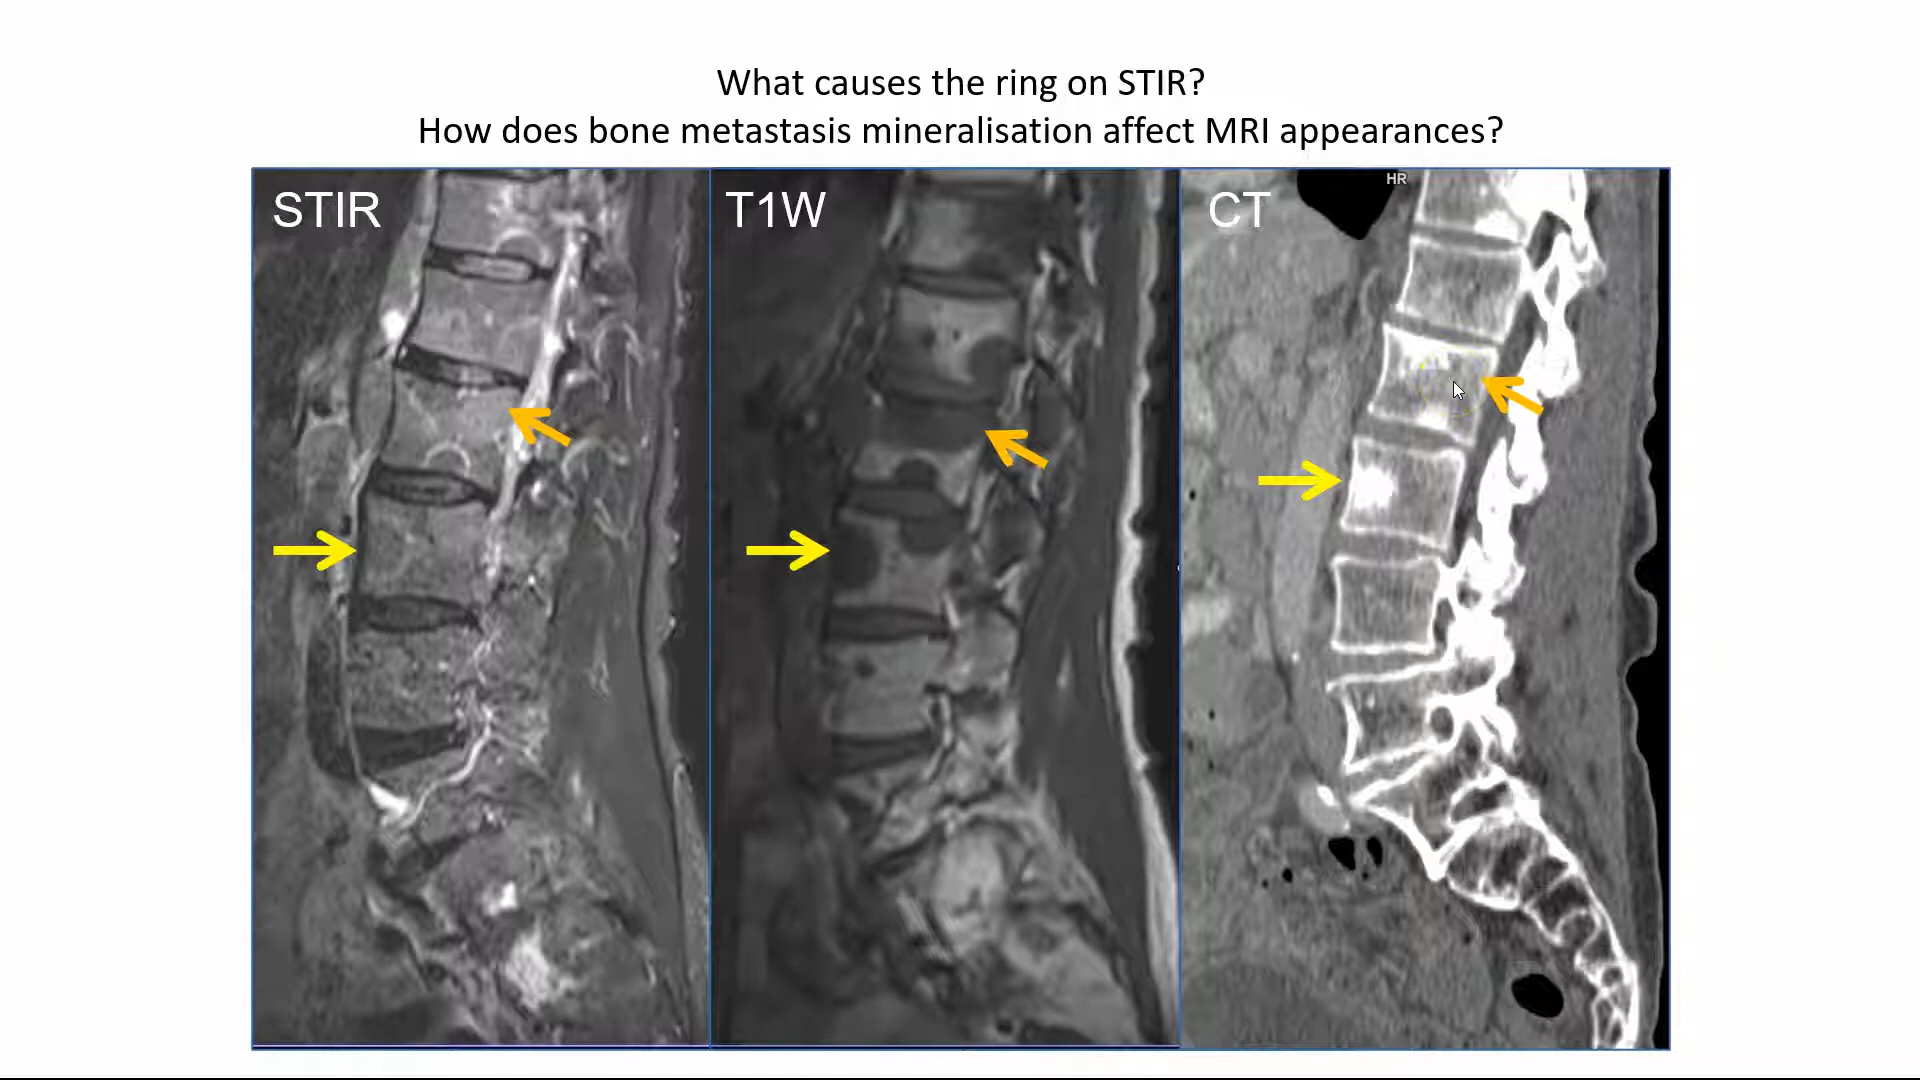 What causes the ring on STIR?
How does bone metastasis mineralisation affect MRI appearances?
STIR
T1W
CT
HR